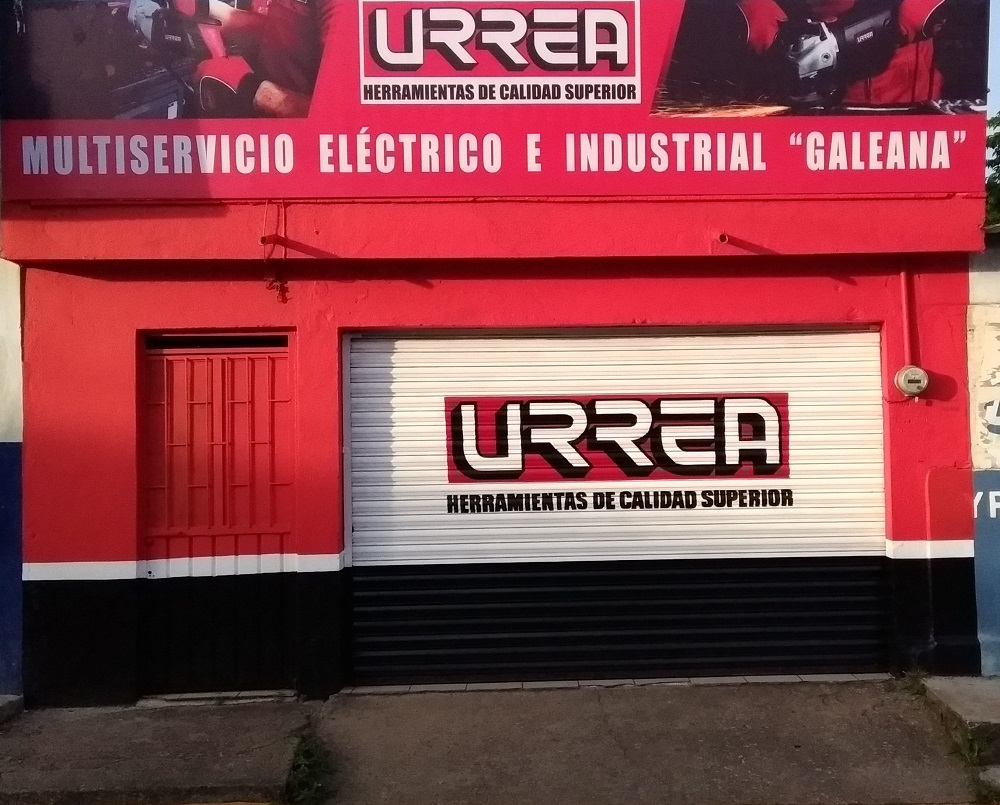 URREA
HERRAMIENTAS DE CALIDAD SUPERIOR
MULTISERVICIO ELÉCTRICO E INDUSTRIAL “GALEANA”
URREA
HERRAMIENTAS DE CALIDAD SUPERIOR